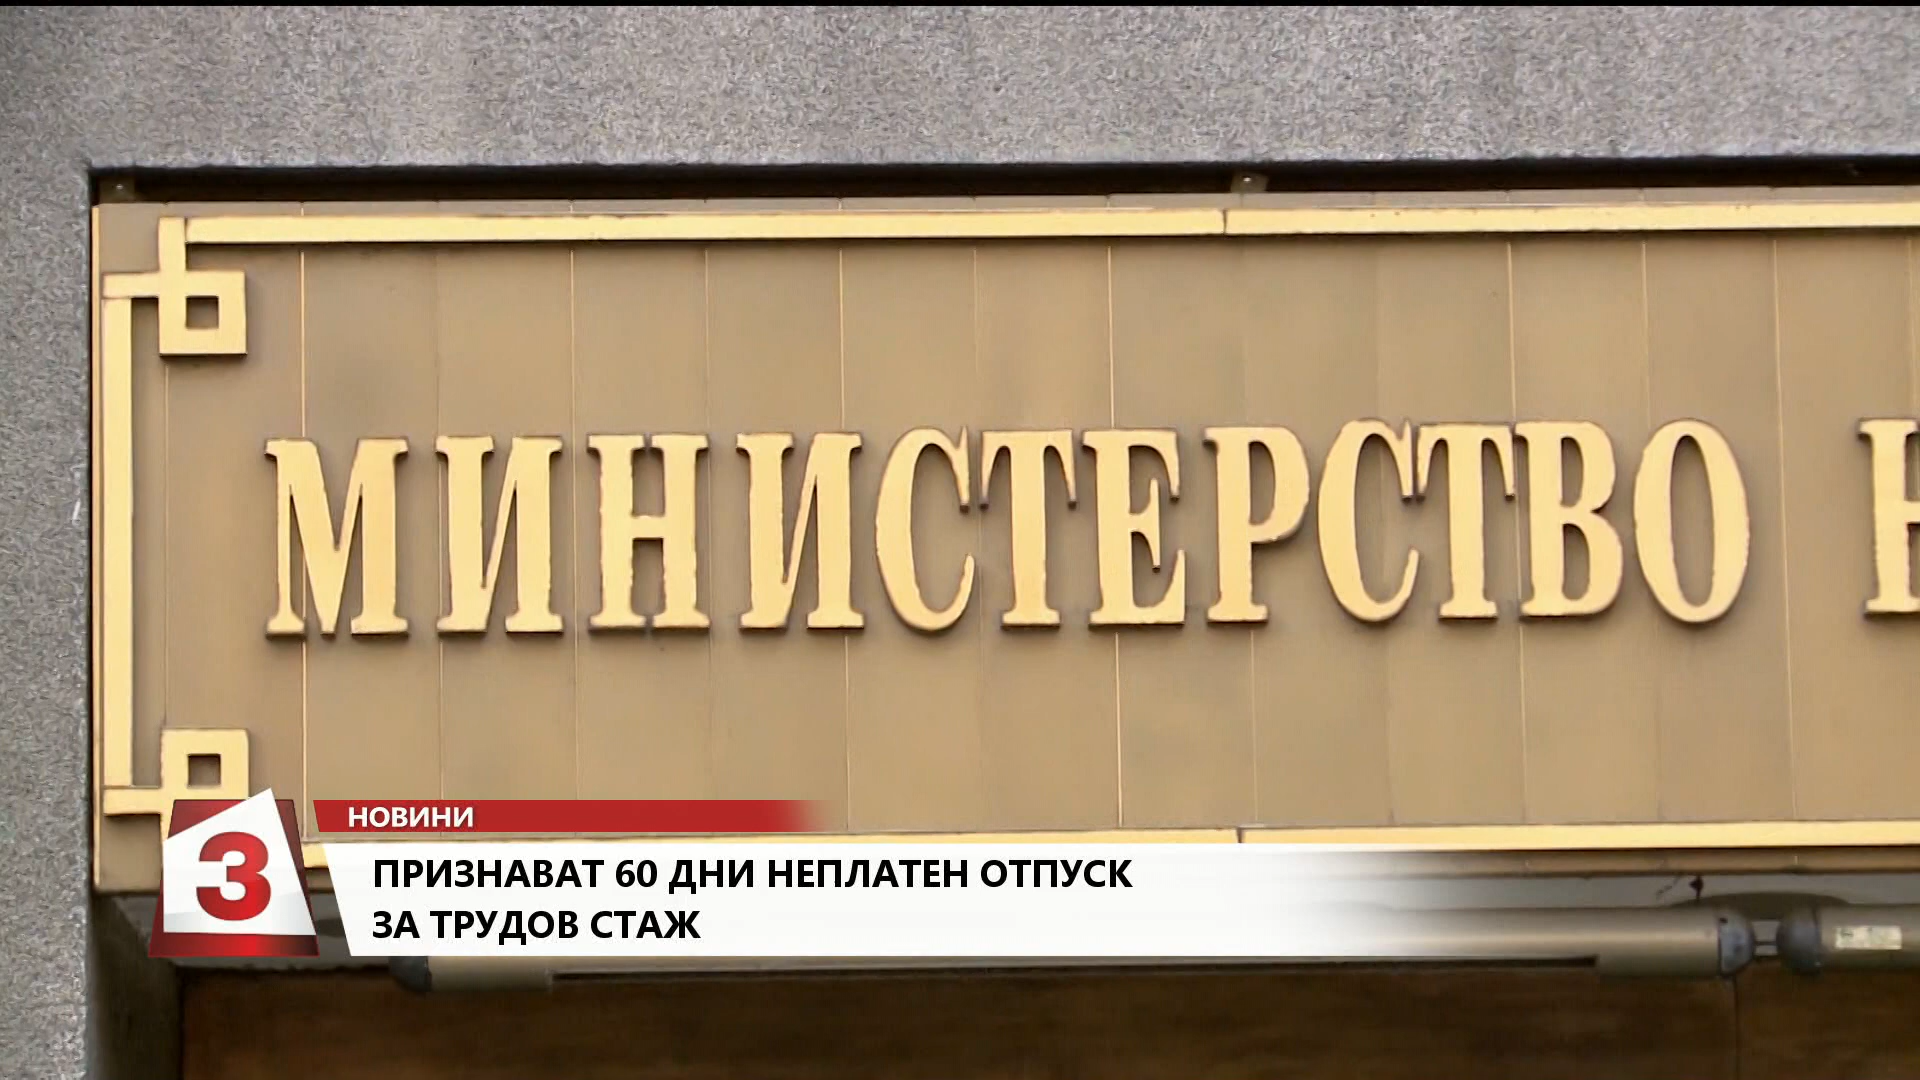 МИНИСТЕРСТВО Н
3
НОВИНИ
ПРИЗНАВАТ 60 ДНИ НЕПЛАТЕН ОТПУСК
ЗА ТРУДОВ СТАЖ